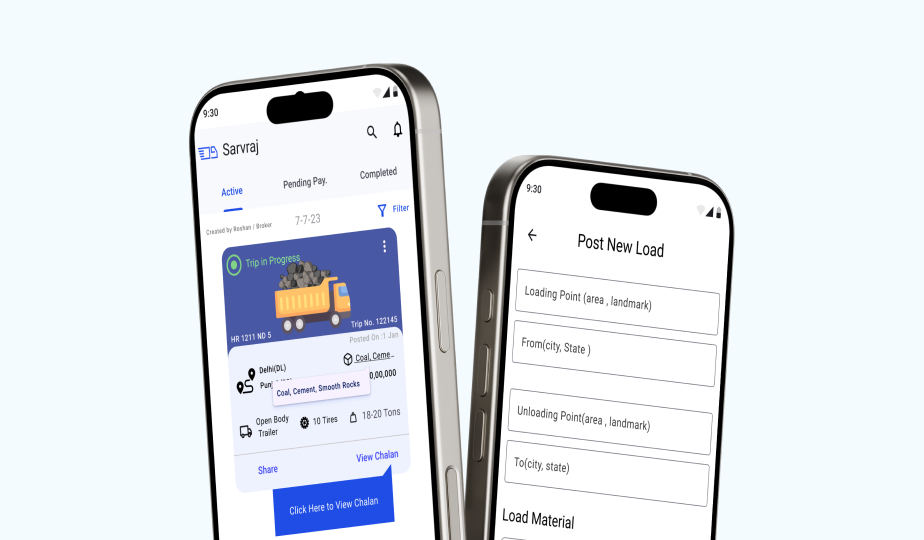 9:30
Sarvraj
Active
Pending Pay.
Completed
Created by Roshan / Broker
7-7-23
Filter
Trip in Progress
HR 1211 ND 5
Trip No. 122145
Posted On :1 Jan
Delhi(DL)
Coal, Ceme...
0,00,000
Coal, Cement, Smooth Rocks
Open Body
Trailer
10 Tires
18-20 Tons
Share
View Chalan
Click Here to View Chalan
9:30
Post New Load
Loading Point (area , landmark)
From(city, State )
Unloading Point(area , landmark)
To(city, state)
Load Material